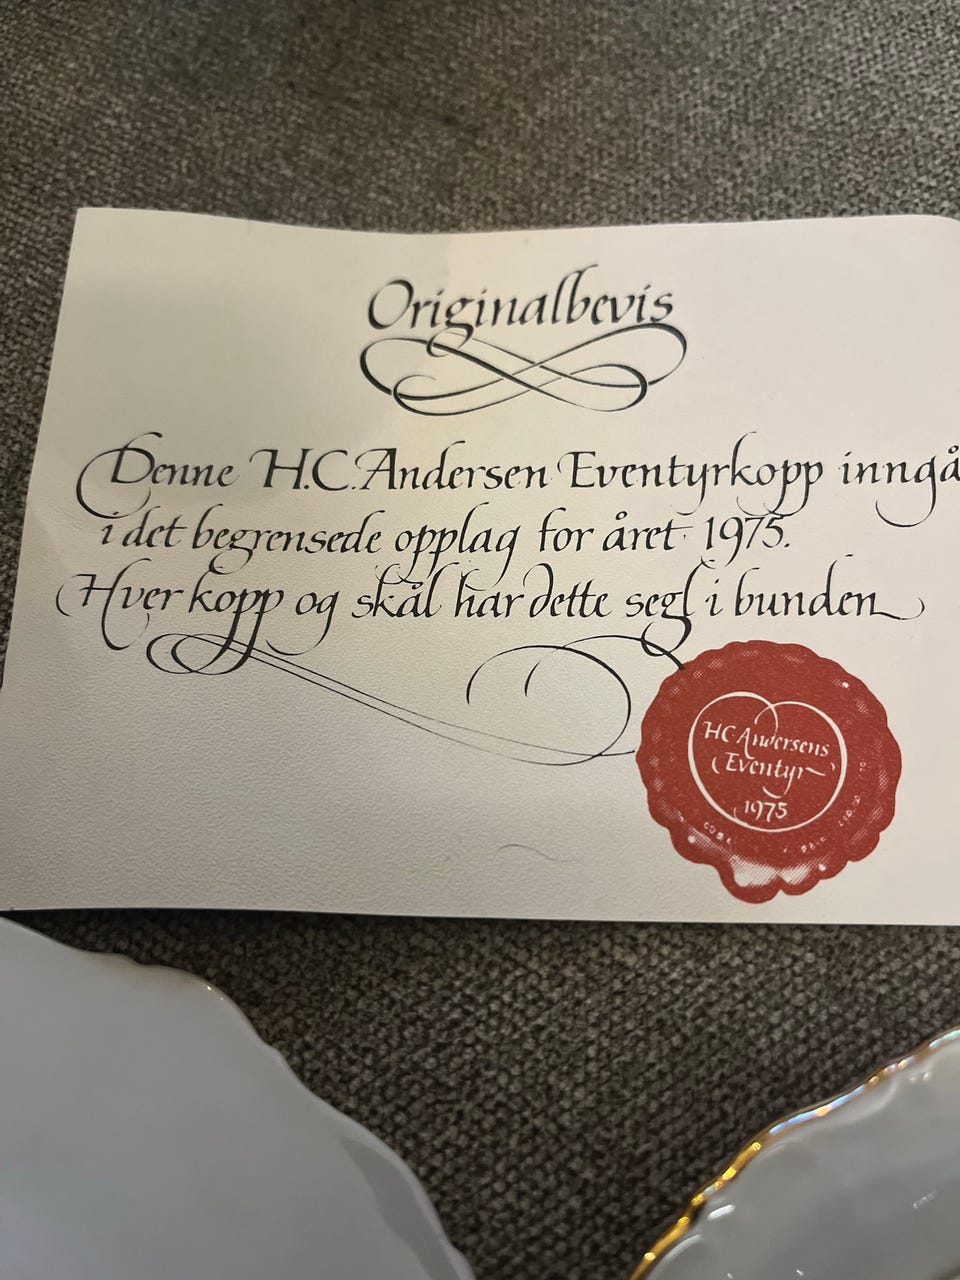 Originalbevis
Denne H.C. Andersen Eventyrkopp inngå
i det begrensede opplag for året 1975.
Hver kopp og skål har dette segl i bunden
HC Andersens
Eventyr
1975